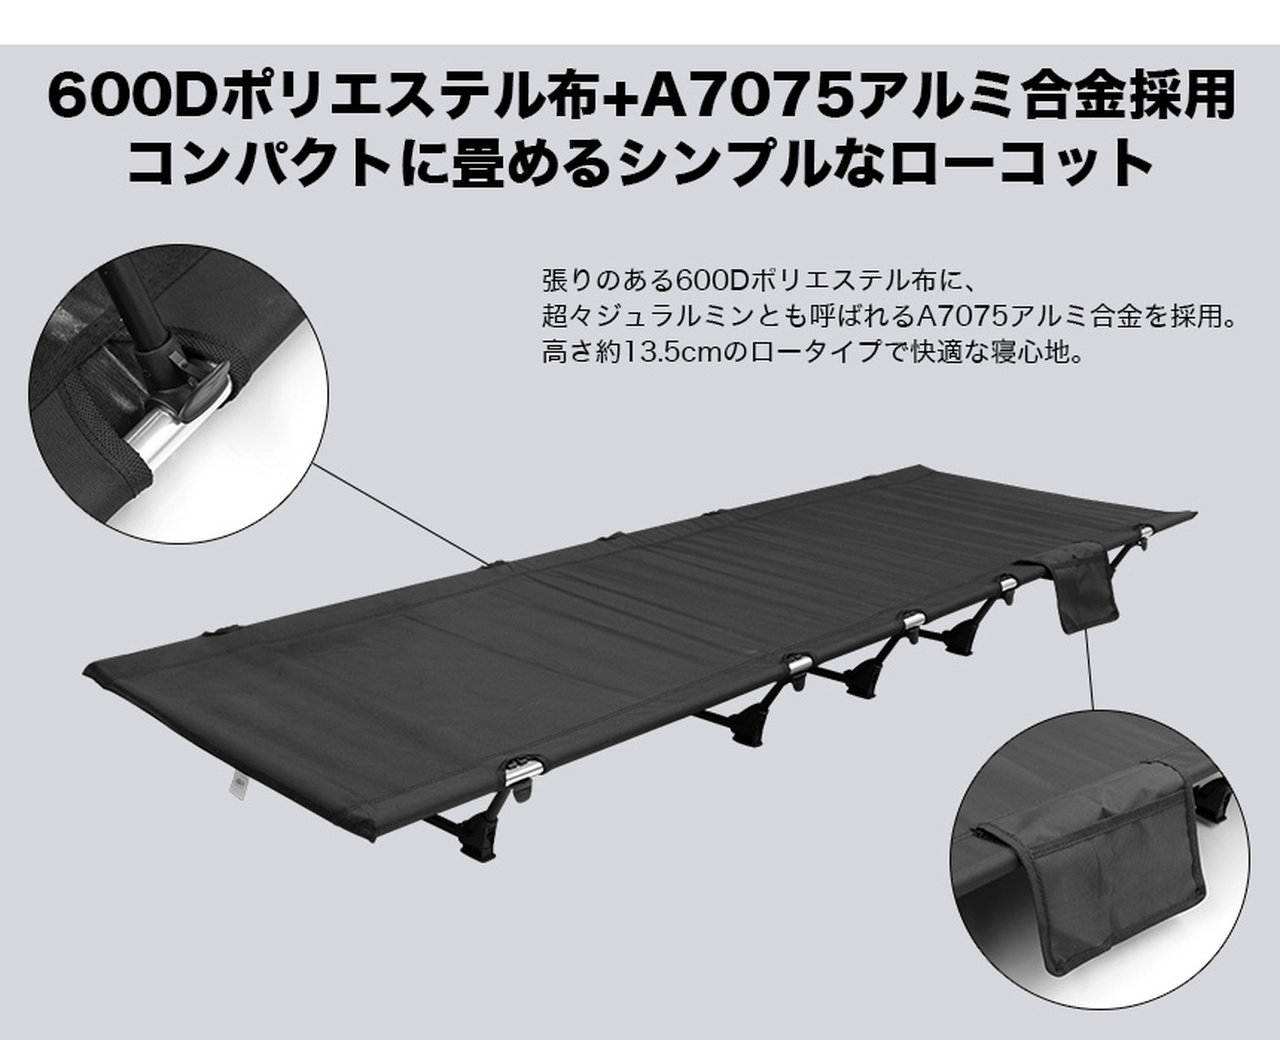 600Dポリエステル布+A7075アルミ合金採用
コンパクトに畳めるシンプルなローコット
張りのある600Dポリエステル布に、
超々ジュラルミンとも呼ばれるA7075アルミ合金を採用。
高さ約13.5cmのロータイプで快適な寝心地。